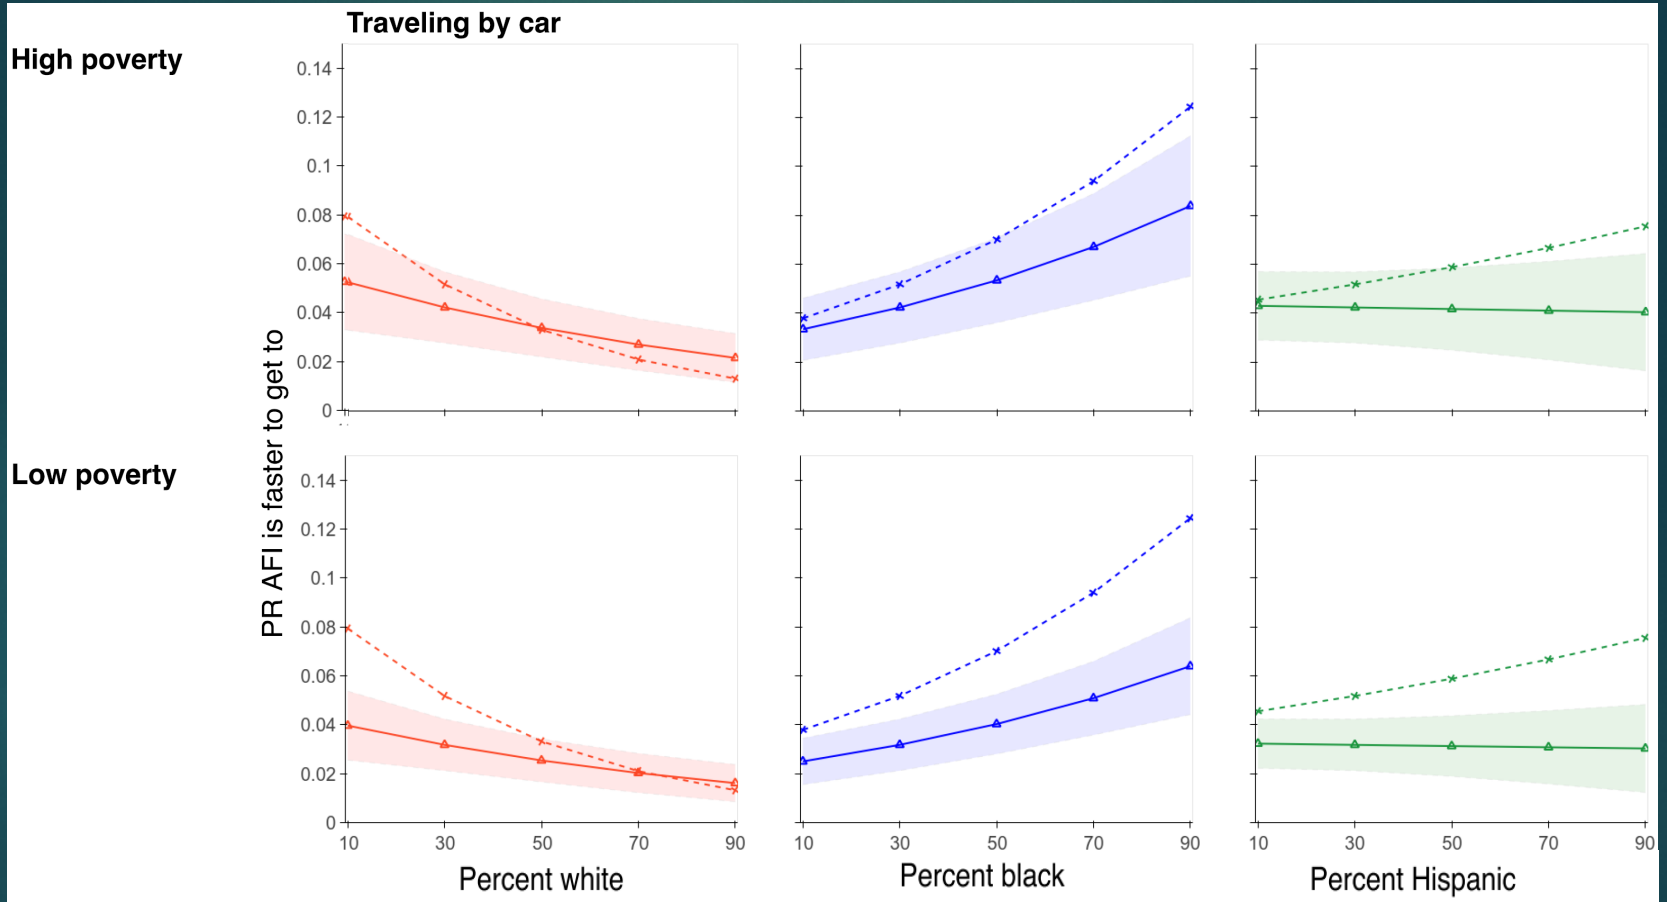 Traveling by car
High poverty
0.14
0.12
0.1
0.08
0.06
0.04
0.02
0
PR AFI is faster to get to
Low poverty
0.14
0.12
0.1
0.08
0.06
0.04
0.02
0
10 30 50 70 90
10 30 50 70 90
10 30 50 70 90
Percent white
Percent black
Percent Hispanic